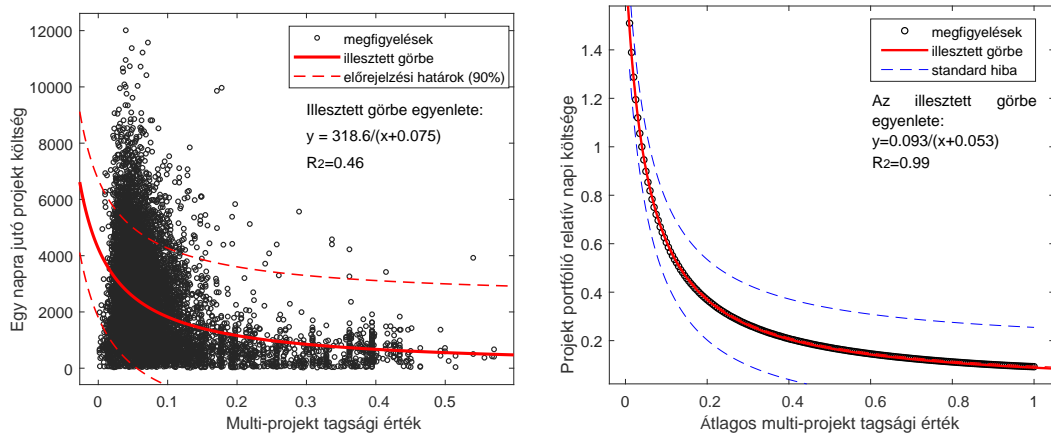 12000
10000
8000
6000
4000
2000
0
Egy napra jutó projekt költség
megfigyelések
illesztett görbe
előrejelzési határok (90%)
Illesztett görbe egyenlete:
y = 318.6/(x+0.075)
R2=0.46
0
0.1
0.2
0.3
0.4
0.5
Multi-projekt tagsági érték
1.4
1.2
1
0.8
0.6
0.4
0.2
Projekt portfólió relatív napi költsége
megfigyelések
illesztett görbe
standard hiba
Az illesztett görbe
egyenlete:
y=0.093/(x+0.053)
R2=0.99
0
0.2
0.4
0.6
0.8
1
Átlagos multi-projekt tagsági érték